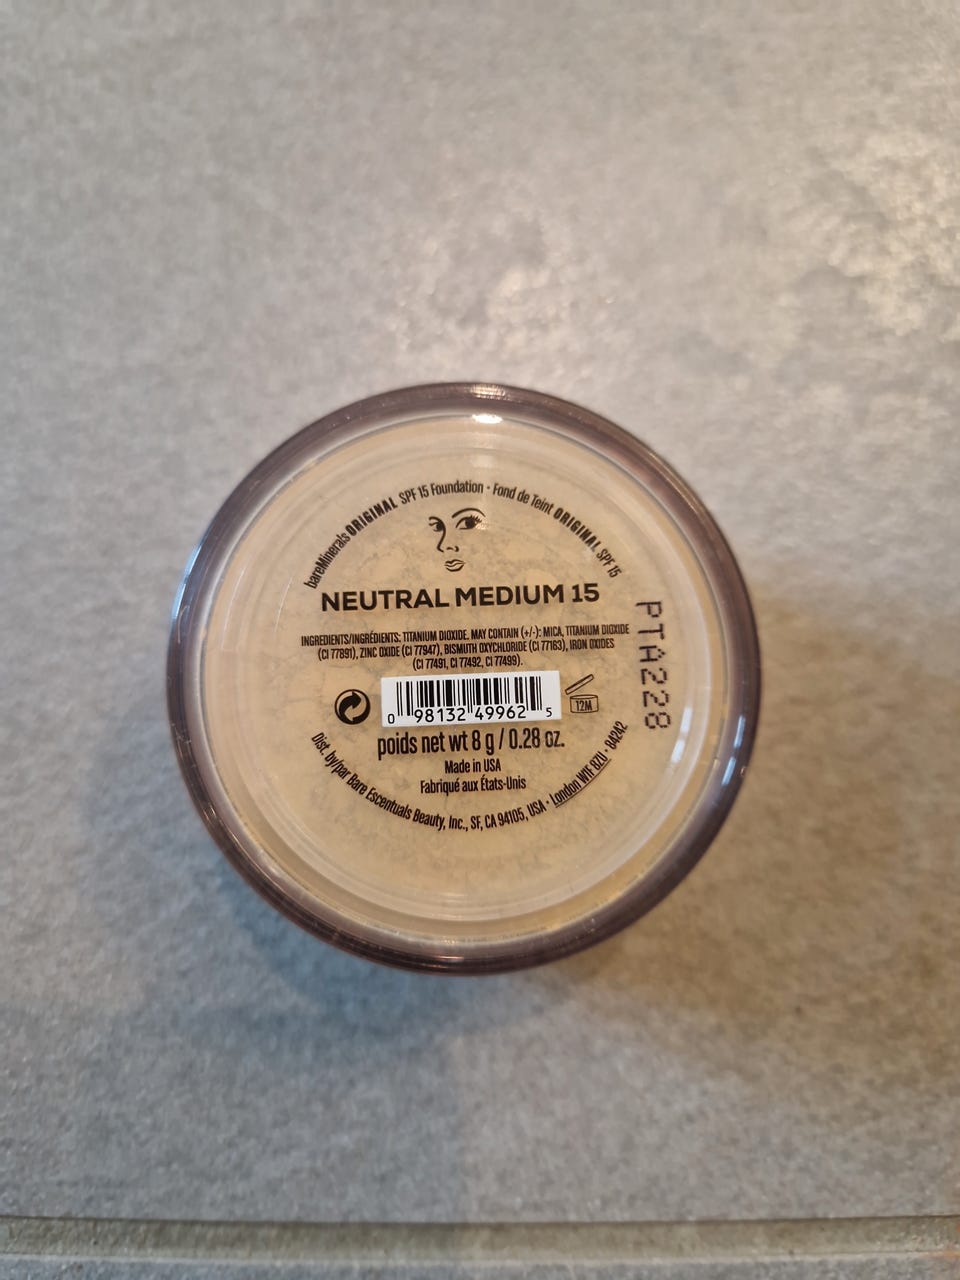 bareMinerals ORIGINAL SPF 15 Foundation · Fond de Teint ORIGINAL SPF 15
NEUTRAL MEDIUM 15
INGREDIENTS/INGRÉDIENTS: TITANIUM DIOXIDE. MAY CONTAIN (+/-): MICA, TITANIUM DIOXIDE
(CI 77891), ZINC OXIDE (CI 77947), BISMUTH OXYCHLORIDE (CI 77163), IRON OXIDES
(CI 77491, CI 77492, CI 77499).
0 98132 49962 5
12M
poids net wt 8 g / 0.28 oz.
Made in USA
Fabriqué aux États-Unis
Dist. by/par Bare Escentuals Beauty, Inc., SF, CA 94105, USA · London W1F 8ZU · 84242
PTA228